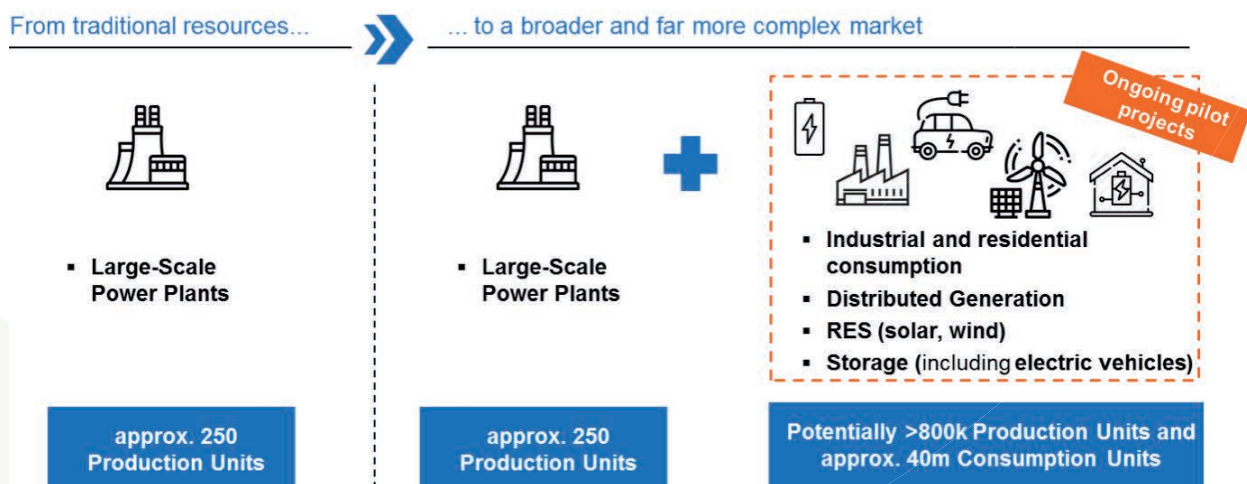 From traditional resources...
... to a broader and far more complex market
Ongoing pilot
projects
▪ Large-Scale
Power Plants
▪ Large-Scale
Power Plants
▪ Industrial and residential
consumption
▪ Distributed Generation
▪ RES (solar, wind)
▪ Storage (including electric vehicles)
approx. 250
Production Units
approx. 250
Production Units
Potentially >800k Production Units and
approx. 40m Consumption Units